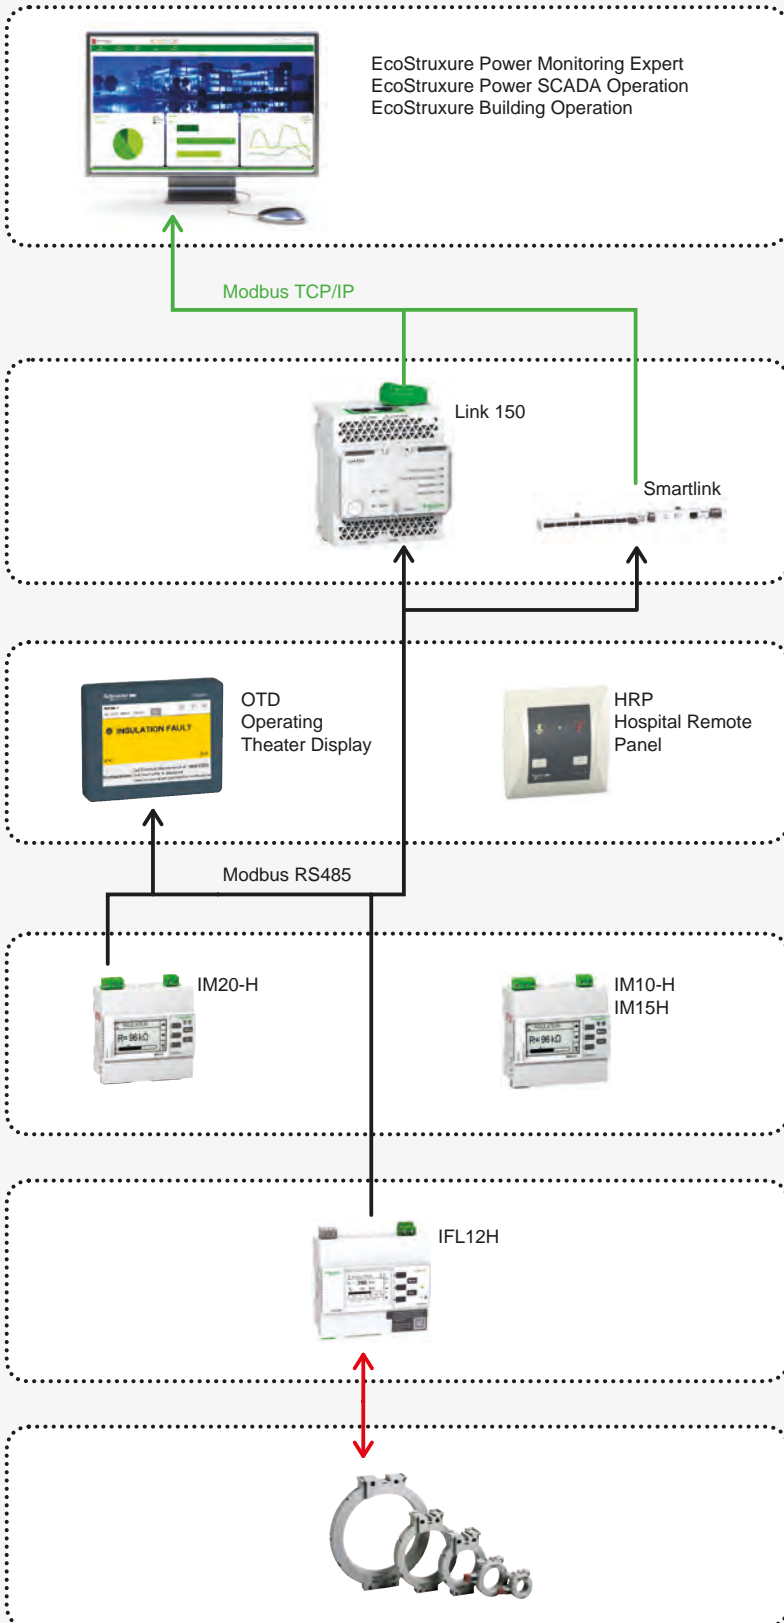 EcoStruxure Power Monitoring Expert
EcoStruxure Power SCADA Operation
EcoStruxure Building Operation
Modbus TCP/IP
Link 150
Smartlink
INSULATION FAULT
OTD
Operating
Theater Display
HRP
Hospital Remote
Panel
Modbus RS485
IM20-H
R= 96 kΩ
IM10-H
IM15H
R= 96 kΩ
IFL12H